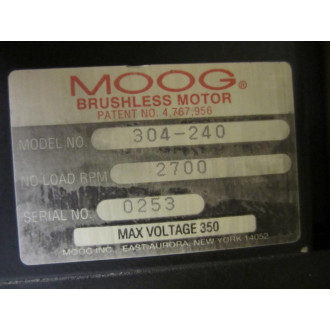 MOOG®
BRUSHLESS MOTOR
PATENT NO. 4,767,956
MODEL NO. 304-240
NO-LOAD RPM 2700
SERIAL NO. 0253
MAX VOLTAGE 350
MOOG INC., EAST AURORA, NEW YORK 14052